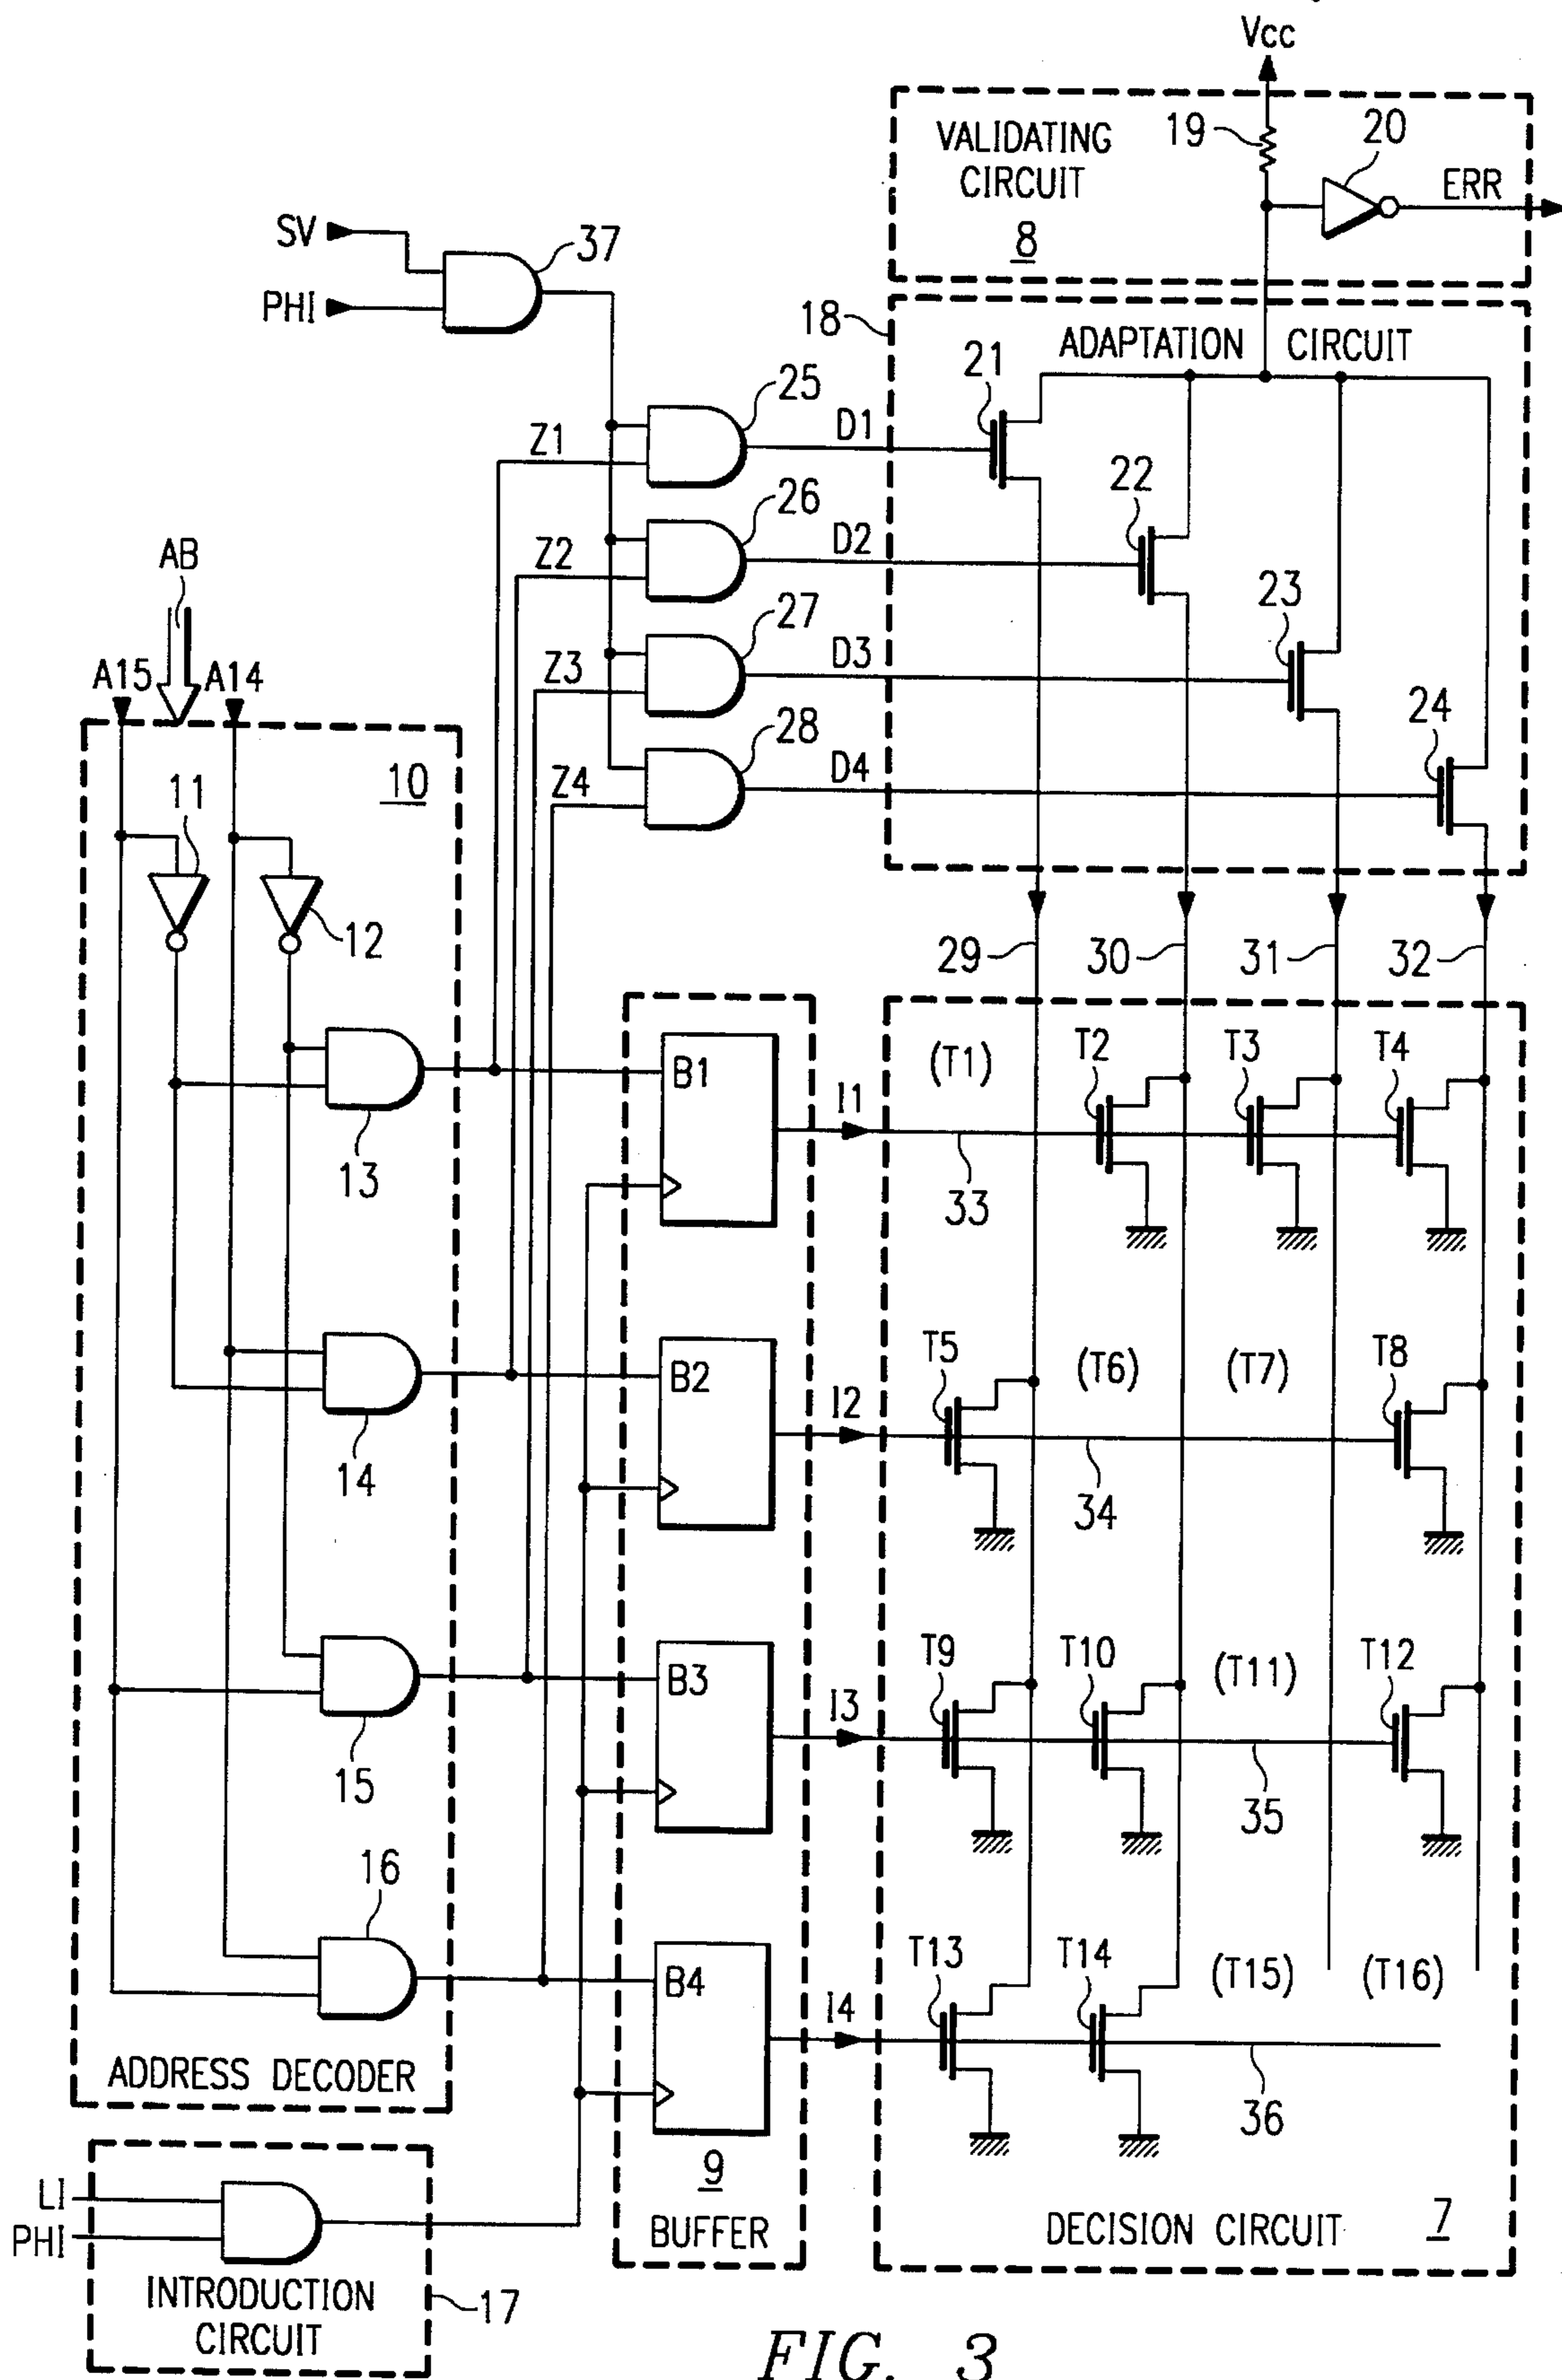 Vcc
VALIDATING
CIRCUIT
8
19
20
ERR
SV
PHI
37
18
ADAPTATION CIRCUIT
21
22
23
24
25
26
27
28
Z1
Z2
Z3
Z4
D1
D2
D3
D4
AB
A15
A14
10
11
12
13
14
15
16
ADDRESS DECODER
29
30
31
32
B1
B2
B3
B4
I1
I2
I3
I4
(T1)
T2
T3
T4
33
T5
(T6)
(T7)
T8
34
T9
T10
(T11)
T12
35
T13
T14
(T15)
(T16)
36
9
BUFFER
DECISION CIRCUIT
7
LI
PHI
INTRODUCTION
CIRCUIT
17
FIG. 3